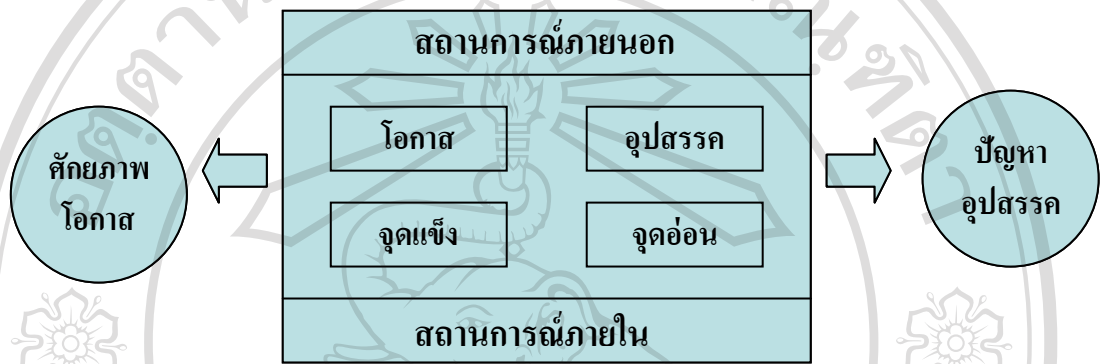 สถานการณ์ภายนอก
โอกาส
อุปสรรค
ศักยภาพ
โอกาส
ปัญหา
อุปสรรค
จุดแข็ง
จุดอ่อน
สถานการณ์ภายใน